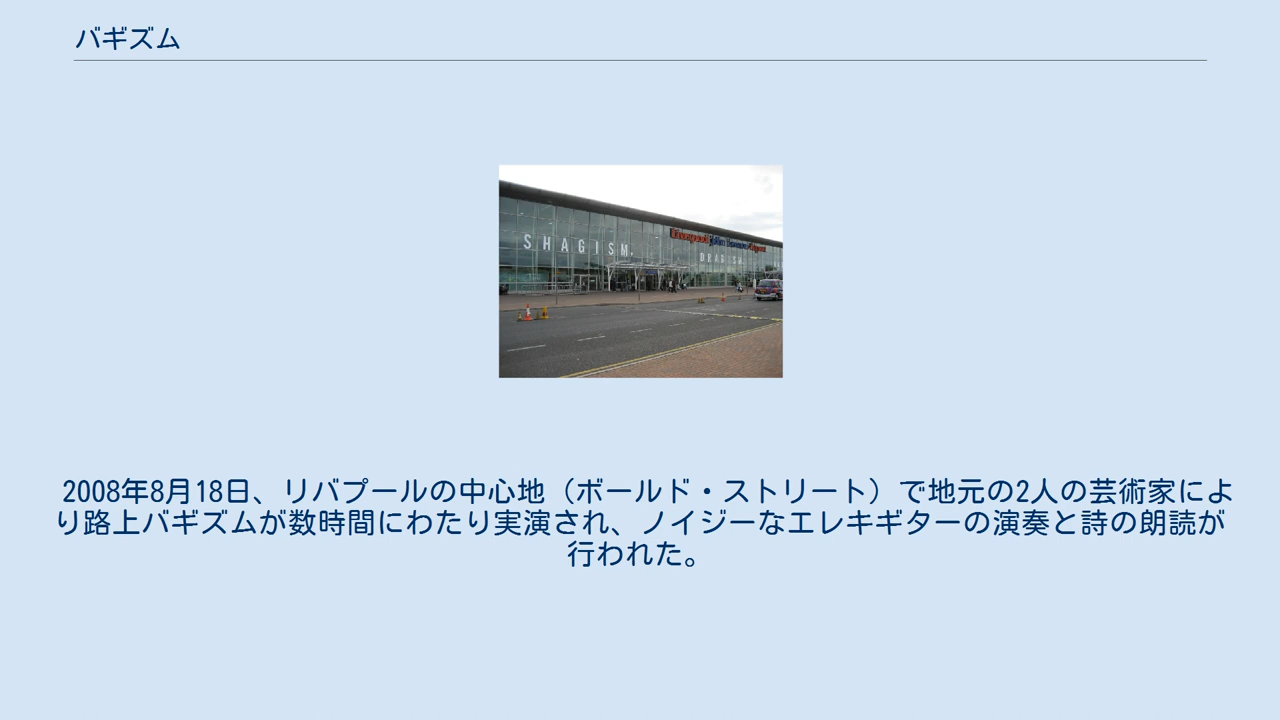 バギズム
SHAGISM.
DRAGISM.
2008年8月18日、リバプールの中心地（ボールド・ストリート）で地元の2人の芸術家によ
り路上バギズムが数時間にわたり実演され、ノイジーなエレキギターの演奏と詩の朗読が
行われた。